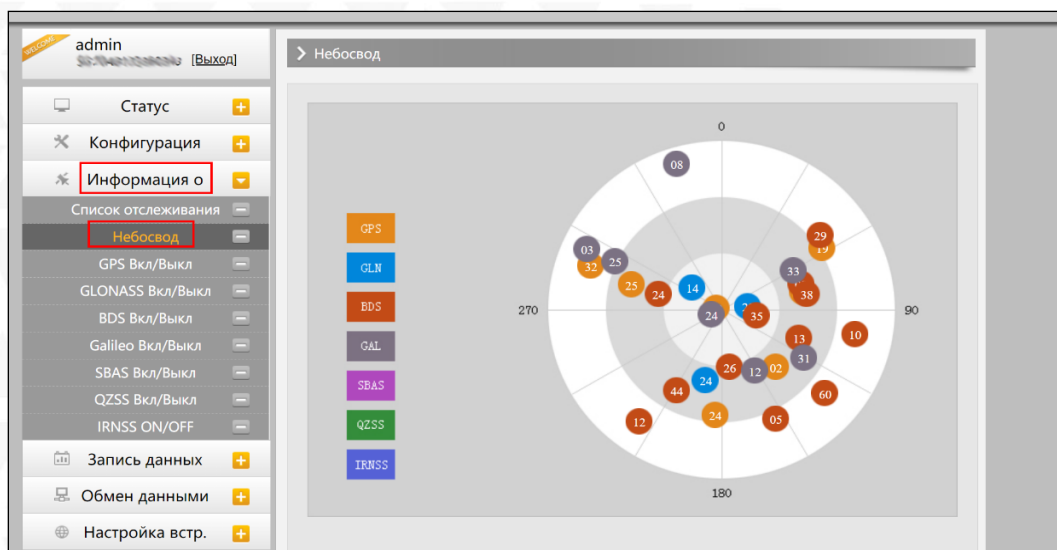 WELCOME
admin
[Выход]
Статус
Конфигурация
Информация о
Список отслеживания
Небосвод
GPS Вкл/Выкл
GLONASS Вкл/Выкл
BDS Вкл/Выкл
Galileo Вкл/Выкл
SBAS Вкл/Выкл
QZSS Вкл/Выкл
IRNSS ON/OFF
Запись данных
Обмен данными
Настройка встр.
Небосвод
GPS
GLN
BDS
GAL
SBAS
QZSS
IRNSS
0
08
29
19
03
32
25
33
25
24
14
38
270
24
35
90
10
13
31
26
12
02
24
44
60
24
05
12
180